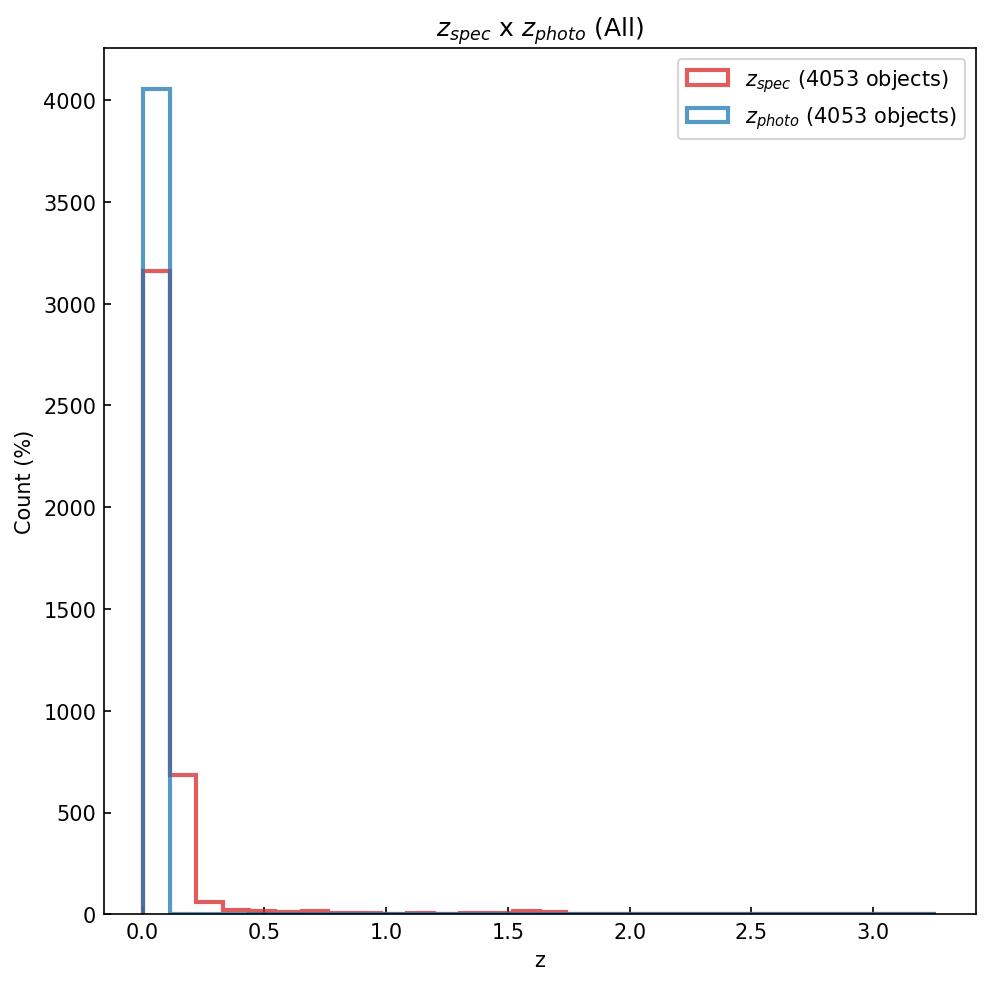 z_spec x z_photo (All)
z_spec (4053 objects)
z_photo (4053 objects)
Count (%)
4000
3500
3000
2500
2000
1500
1000
500
0
0.0 0.5 1.0 1.5 2.0 2.5 3.0
z